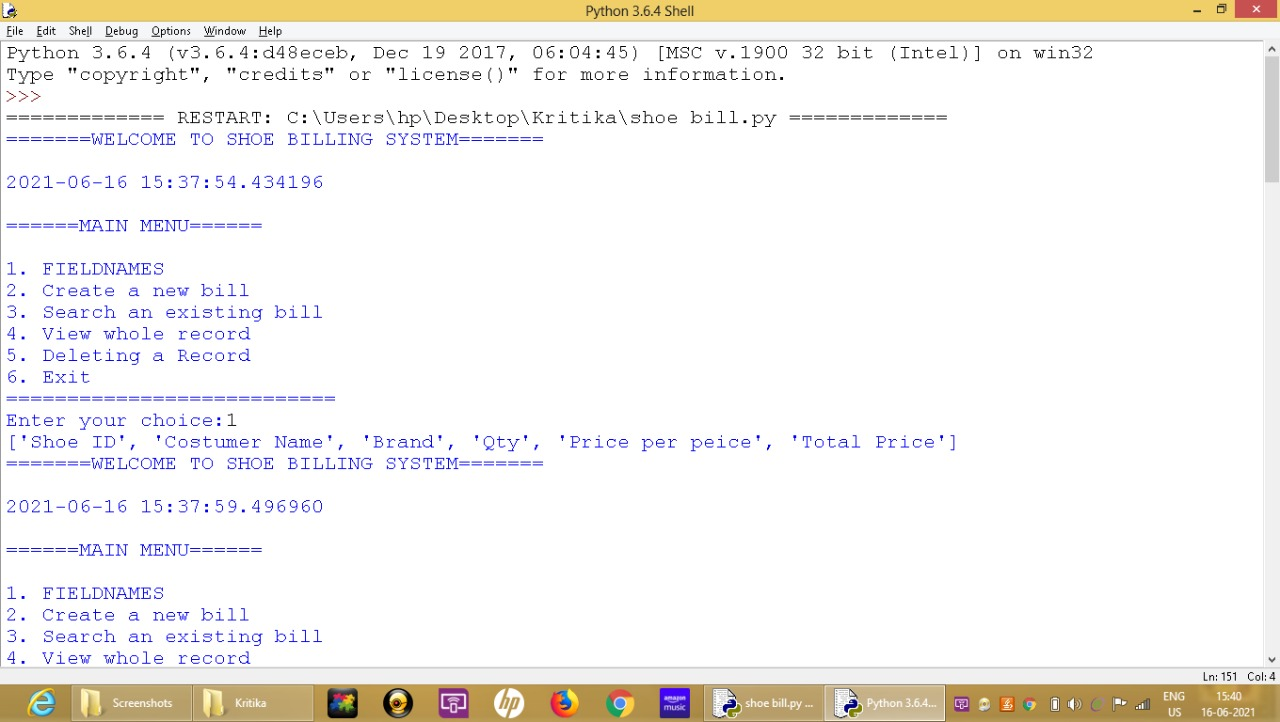 Python 3.6.4 Shell
File Edit Shell Debug Options Window Help
Python 3.6.4 (v3.6.4:d48eceb, Dec 19 2017, 06:04:45) [MSC v.1900 32 bit (Intel)] on win32
Type "copyright", "credits" or "license()" for more information.
>>>
============= RESTART: C:\Users\hp\Desktop\Kritika\shoe bill.py =============
=======WELCOME TO SHOE BILLING SYSTEM=======
2021-06-16 15:37:54.434196
======MAIN MENU======
1. FIELDNAMES
2. Create a new bill
3. Search an existing bill
4. View whole record
5. Deleting a Record
6. Exit
===========================
Enter your choice:1
['Shoe ID', 'Costumer Name', 'Brand', 'Qty', 'Price per peice', 'Total Price']
=======WELCOME TO SHOE BILLING SYSTEM=======
2021-06-16 15:37:59.496960
======MAIN MENU======
1. FIELDNAMES
2. Create a new bill
3. Search an existing bill
4. View whole record
Ln: 151 Col: 4
Screenshots Kritika hp amazon music shoe bill.py ... Python 3.6.4... ENG US 15:40 16-06-2021